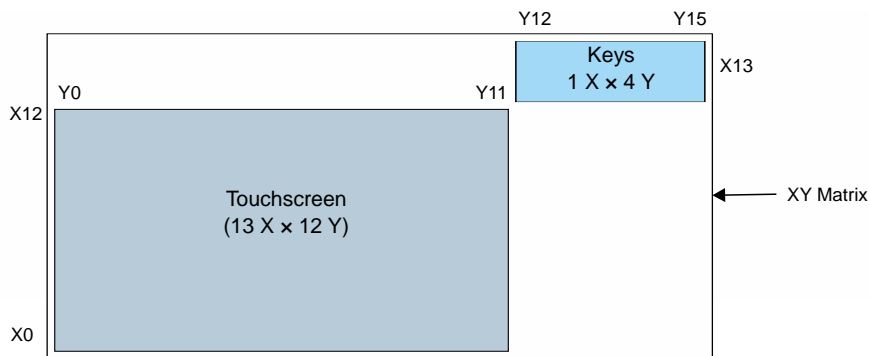 Y12 Y15
Keys
1 X × 4 Y
X13
Y0 Y11
X12
Touchscreen
(13 X × 12 Y)
XY Matrix
X0